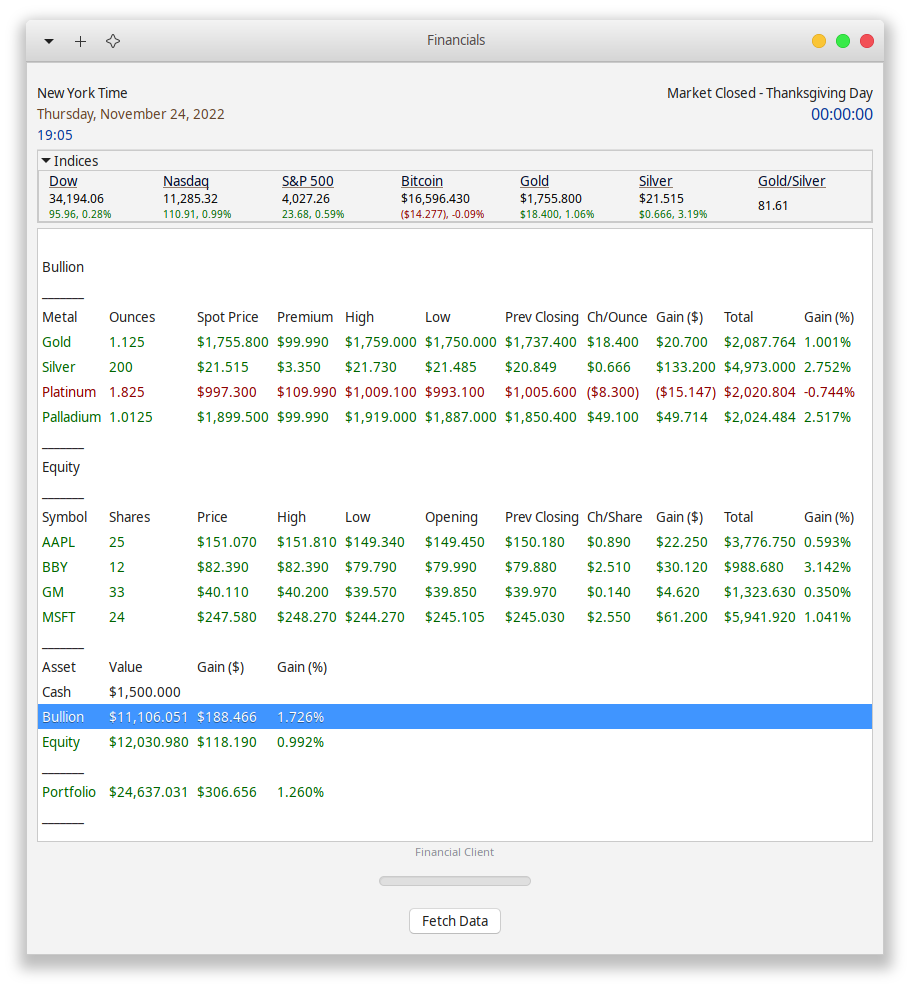 Financials
New York Time Market Closed - Thanksgiving Day
Thursday, November 24, 2022 00:00:00
19:05
Indices
Dow Nasdaq S&P 500 Bitcoin Gold Silver Gold/Silver
34,194.06 11,285.32 4,027.26 $16,596.430 $1,755.800 $21.515 81.61
95.96, 0.28% 110.91, 0.99% 23.68, 0.59% ($14.277), -0.09% $18.400, 1.06% $0.666, 3.19%
Bullion
______
Metal Ounces Spot Price Premium High Low Prev Closing Ch/Ounce Gain ($) Total Gain (%)
Gold 1.125 $1,755.800 $99.990 $1,759.000 $1,750.000 $1,737.400 $18.400 $20.700 $2,087.764 1.001%
Silver 200 $21.515 $3.350 $21.730 $21.485 $20.849 $0.666 $133.200 $4,973.000 2.752%
Platinum 1.825 $997.300 $109.990 $1,009.100 $993.100 $1,005.600 ($8.300) ($15.147) $2,020.804 -0.744%
Palladium 1.0125 $1,899.500 $99.990 $1,919.000 $1,887.000 $1,850.400 $49.100 $49.714 $2,024.484 2.517%
______
Equity
______
Symbol Shares Price High Low Opening Prev Closing Ch/Share Gain ($) Total Gain (%)
AAPL 25 $151.070 $151.810 $149.340 $149.450 $150.180 $0.890 $22.250 $3,776.750 0.593%
BBY 12 $82.390 $82.390 $79.790 $79.990 $79.880 $2.510 $30.120 $988.680 3.142%
GM 33 $40.110 $40.200 $39.570 $39.850 $39.970 $0.140 $4.620 $1,323.630 0.350%
MSFT 24 $247.580 $248.270 $244.270 $245.105 $245.030 $2.550 $61.200 $5,941.920 1.041%
______
Asset Value Gain ($) Gain (%)
Cash $1,500.000
Bullion $11,106.051 $188.466 1.726%
Equity $12,030.980 $118.190 0.992%
______
Portfolio $24,637.031 $306.656 1.260%
______
Financial Client
Fetch Data